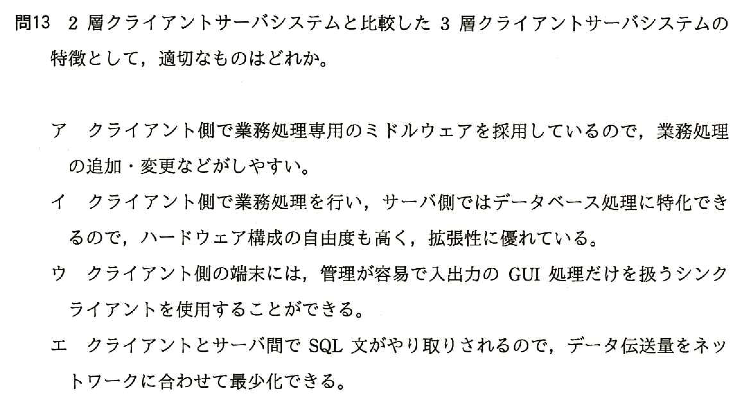 問13 2 層クライアントサーバシステムと比較した 3 層クライアントサーバシステムの
特徴として，適切なものはどれか。
ア クライアント側で業務処理専用のミドルウェアを採用しているので，業務処理
の追加・変更などがしやすい。
イ クライアント側で業務処理を行い，サーバ側ではデータベース処理に特化でき
るので，ハードウェア構成の自由度も高く，拡張性に優れている。
ウ クライアント側の端末には，管理が容易で入出力の GUI 処理だけを扱うシンク
ライアントを使用することができる。
エ クライアントとサーバ間で SQL 文がやり取りされるので，データ伝送量をネッ
トワークに合わせて最少化できる。